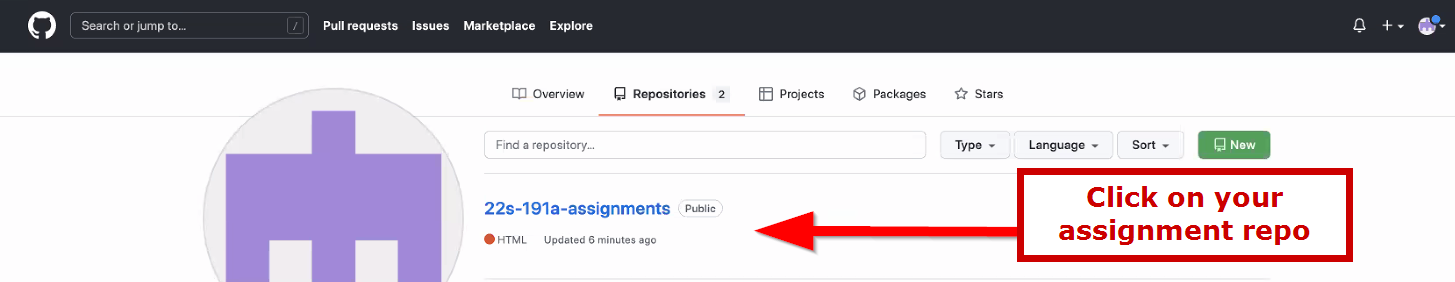 Search or jump to... /
Pull requests Issues Marketplace Explore
Overview Repositories 2 Projects Packages Stars
Find a repository... Type Language Sort New
22s-191a-assignments Public
HTML Updated 6 minutes ago
Click on your
assignment repo